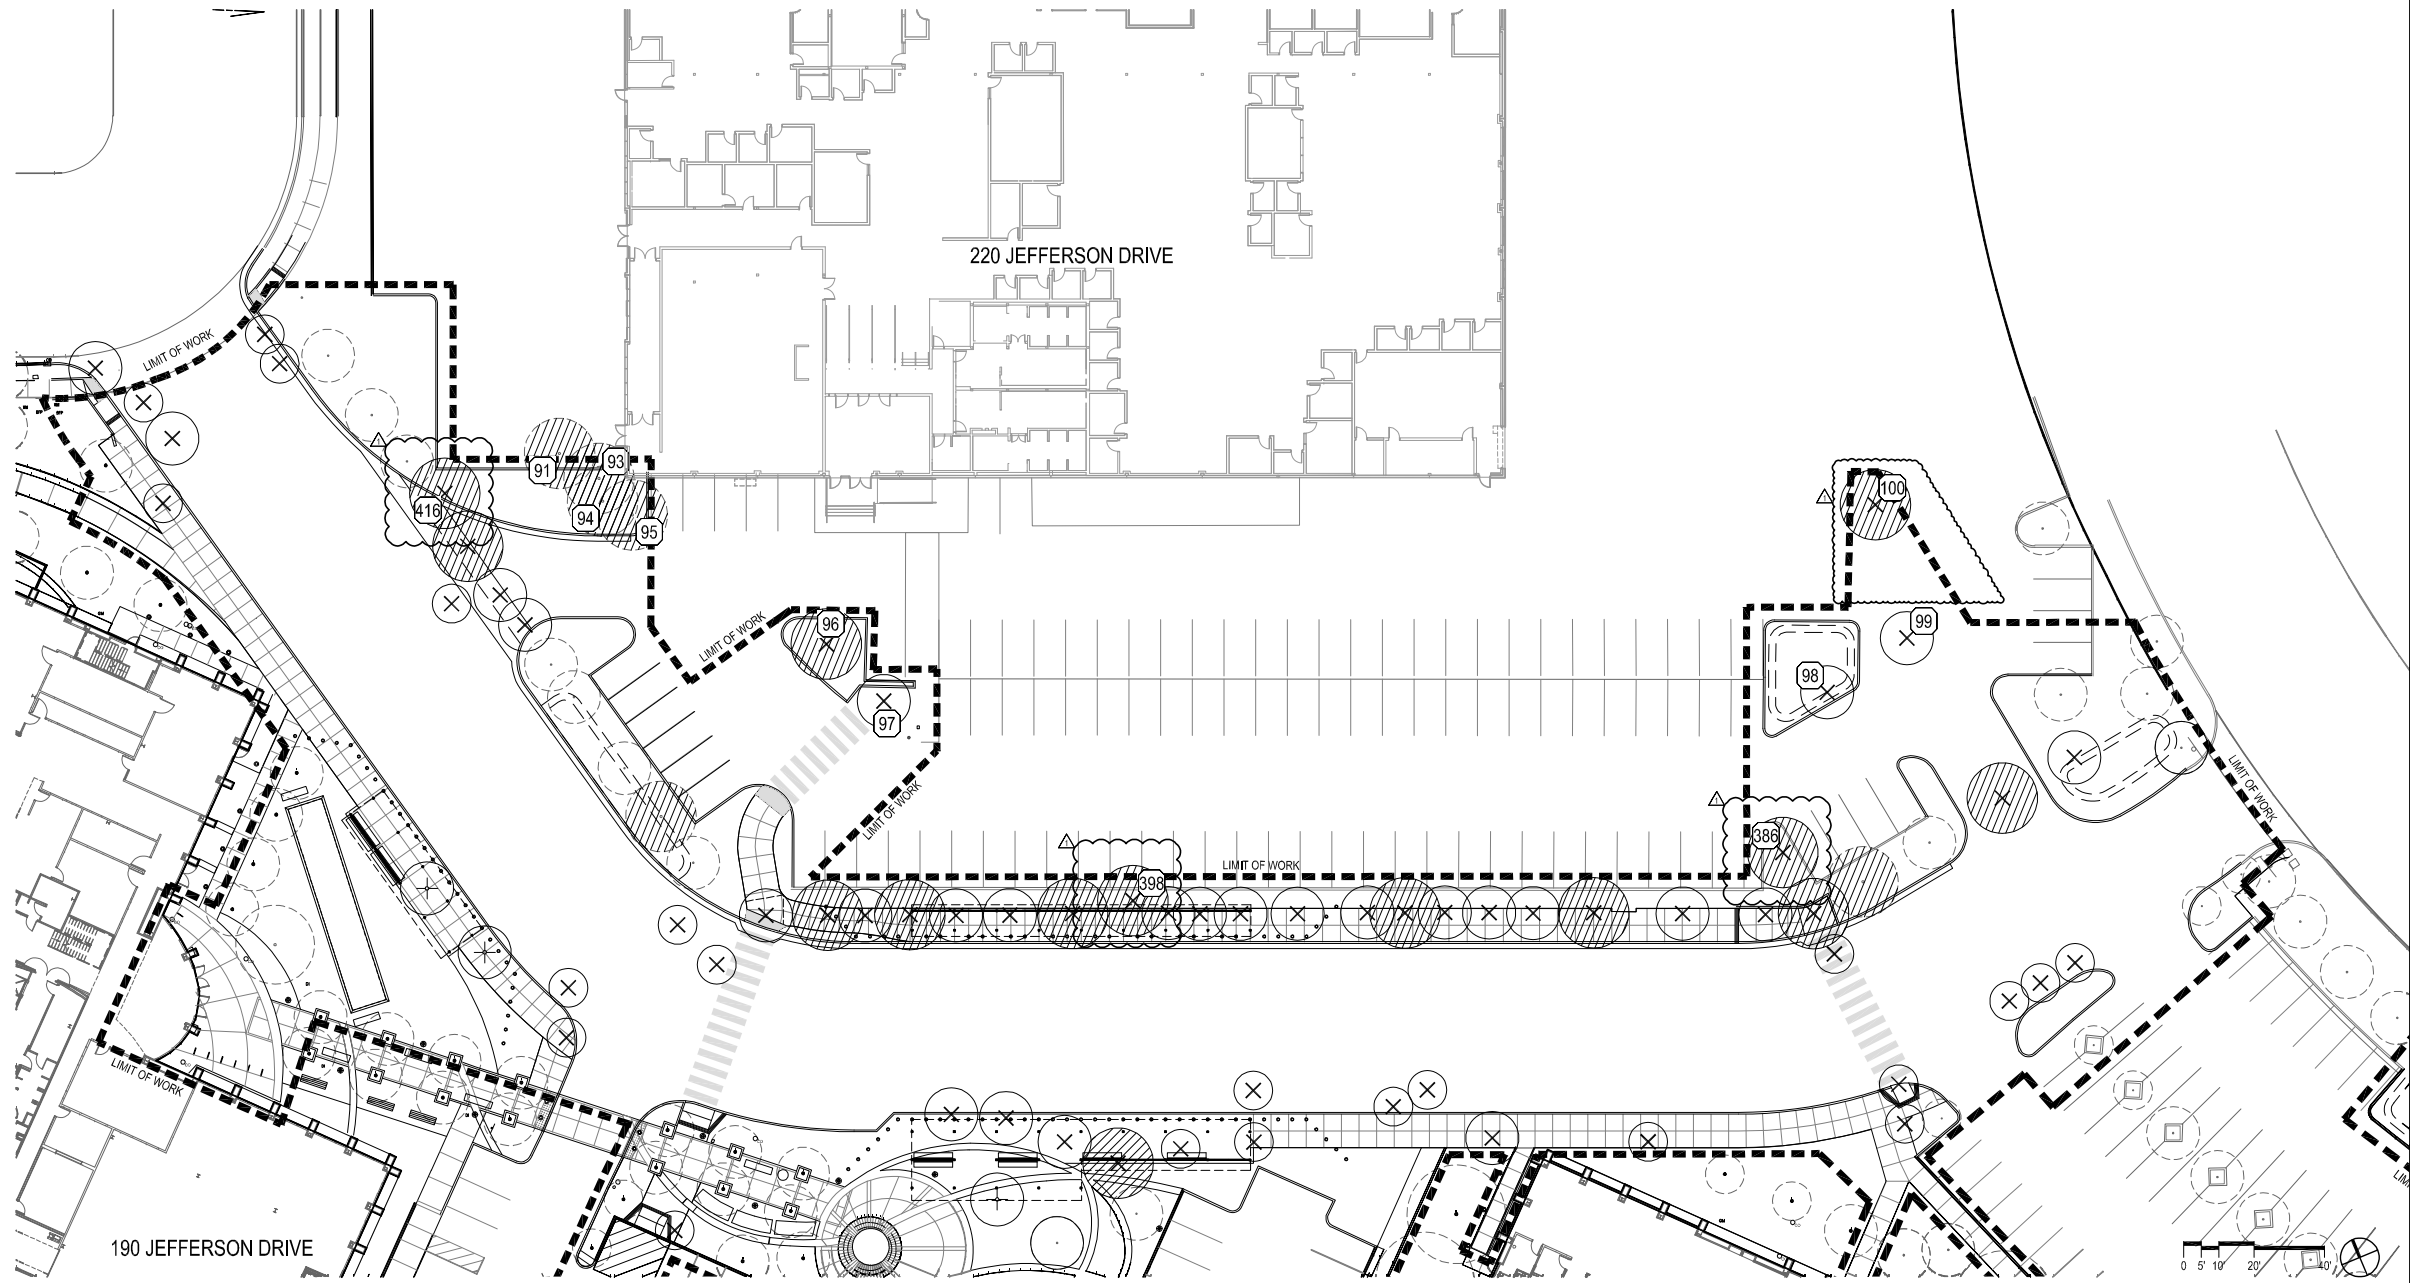 220 JEFFERSON DRIVE
LIMIT OF WORK
91
93
416
94
95
100
96
LIMIT OF WORK
99
98
97
LIMIT OF WORK
LIMIT OF WORK
386
LIMIT OF WORK
398
LIMIT OF WORK
190 JEFFERSON DRIVE
0 5' 10' 20' 40'